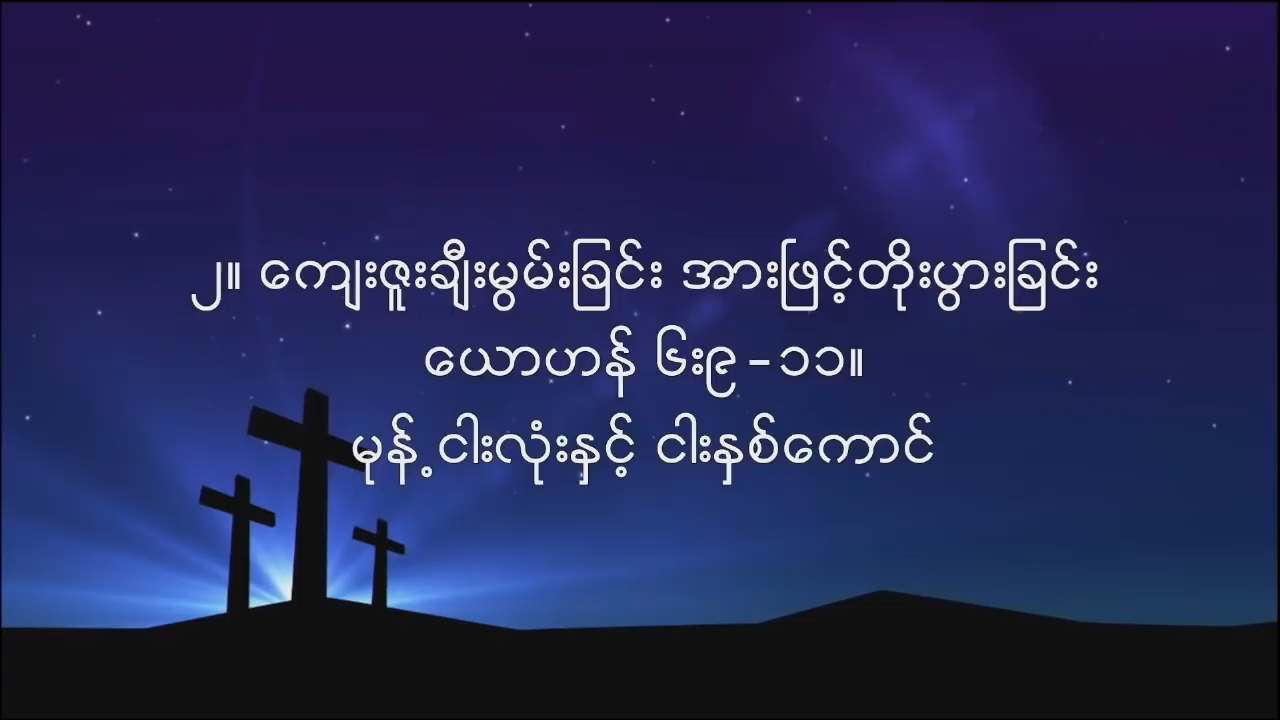 ၂။ ကျေးဇူးချီးမွမ်းခြင်း အားဖြင့်တိုးပွားခြင်း
ယောဟန် ၆း၉-၁၁။
မုန့် ငါးလုံးနှင့် ငါးနှစ်ကောင်